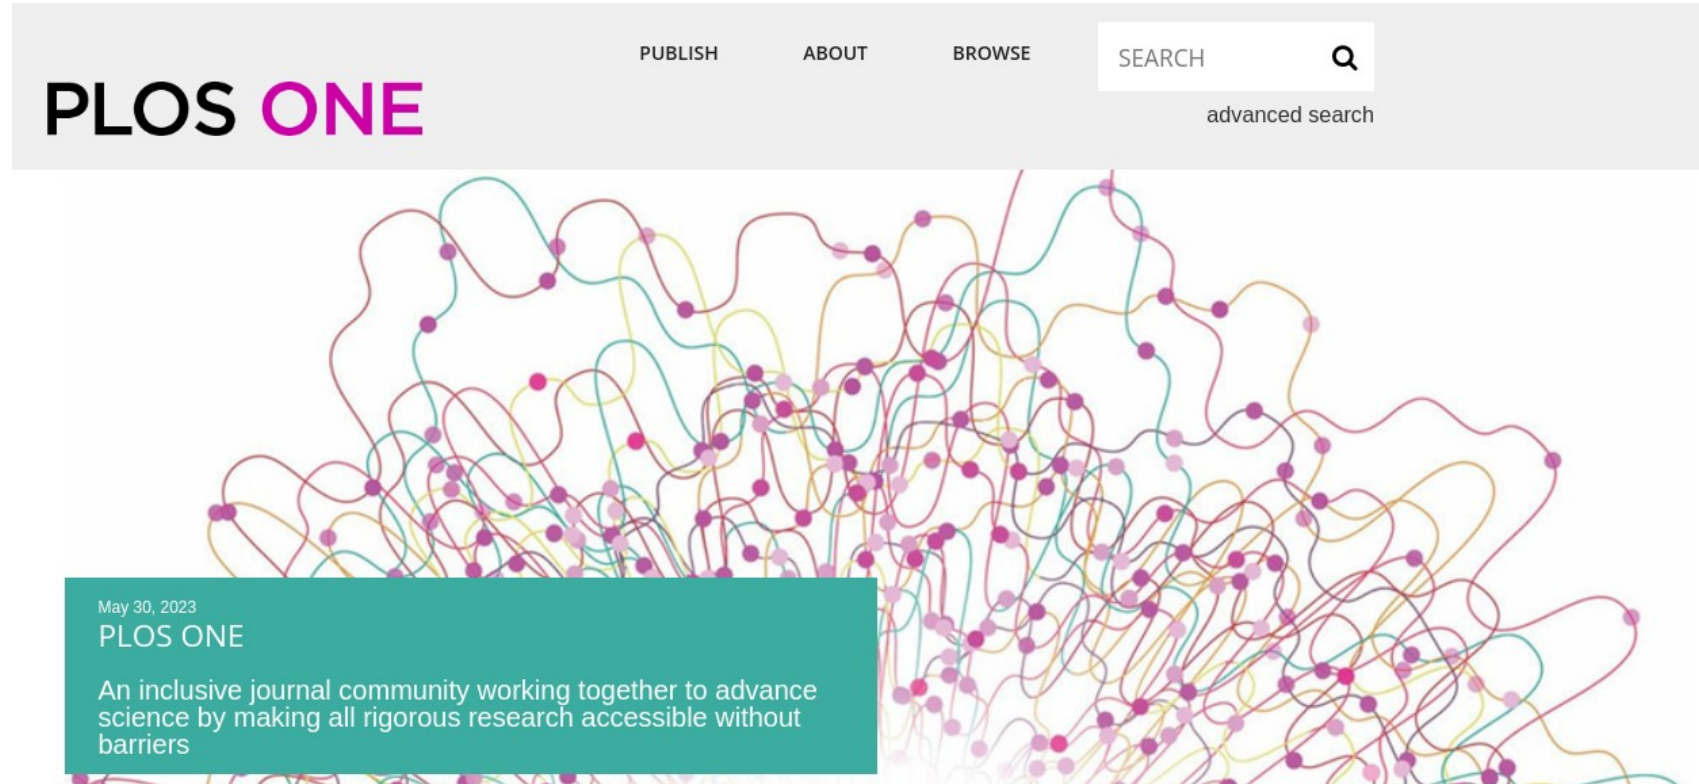 PUBLISH ABOUT BROWSE SEARCH
PLOS ONE
advanced search
May 30, 2023
PLOS ONE
An inclusive journal community working together to advance
science by making all rigorous research accessible without
barriers